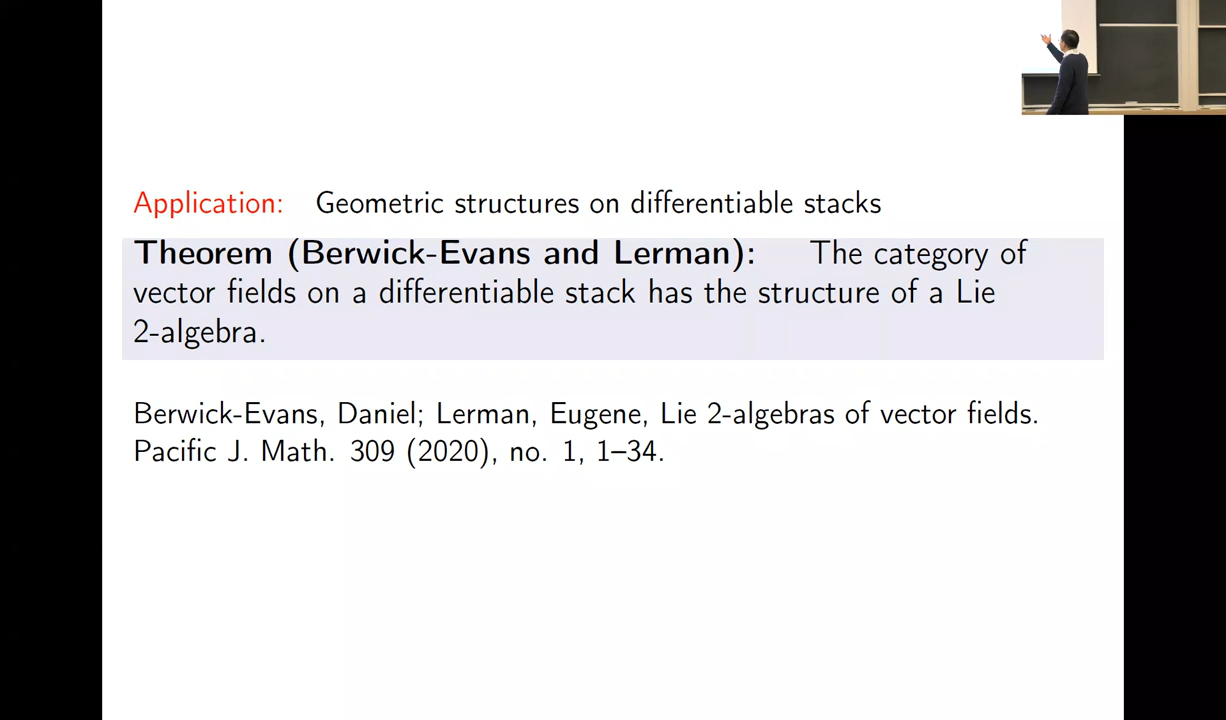 Application: Geometric structures on differentiable stacks
Theorem (Berwick-Evans and Lerman): The category of
vector fields on a differentiable stack has the structure of a Lie
2-algebra.
Berwick-Evans, Daniel; Lerman, Eugene, Lie 2-algebras of vector fields.
Pacific J. Math. 309 (2020), no. 1, 1–34.